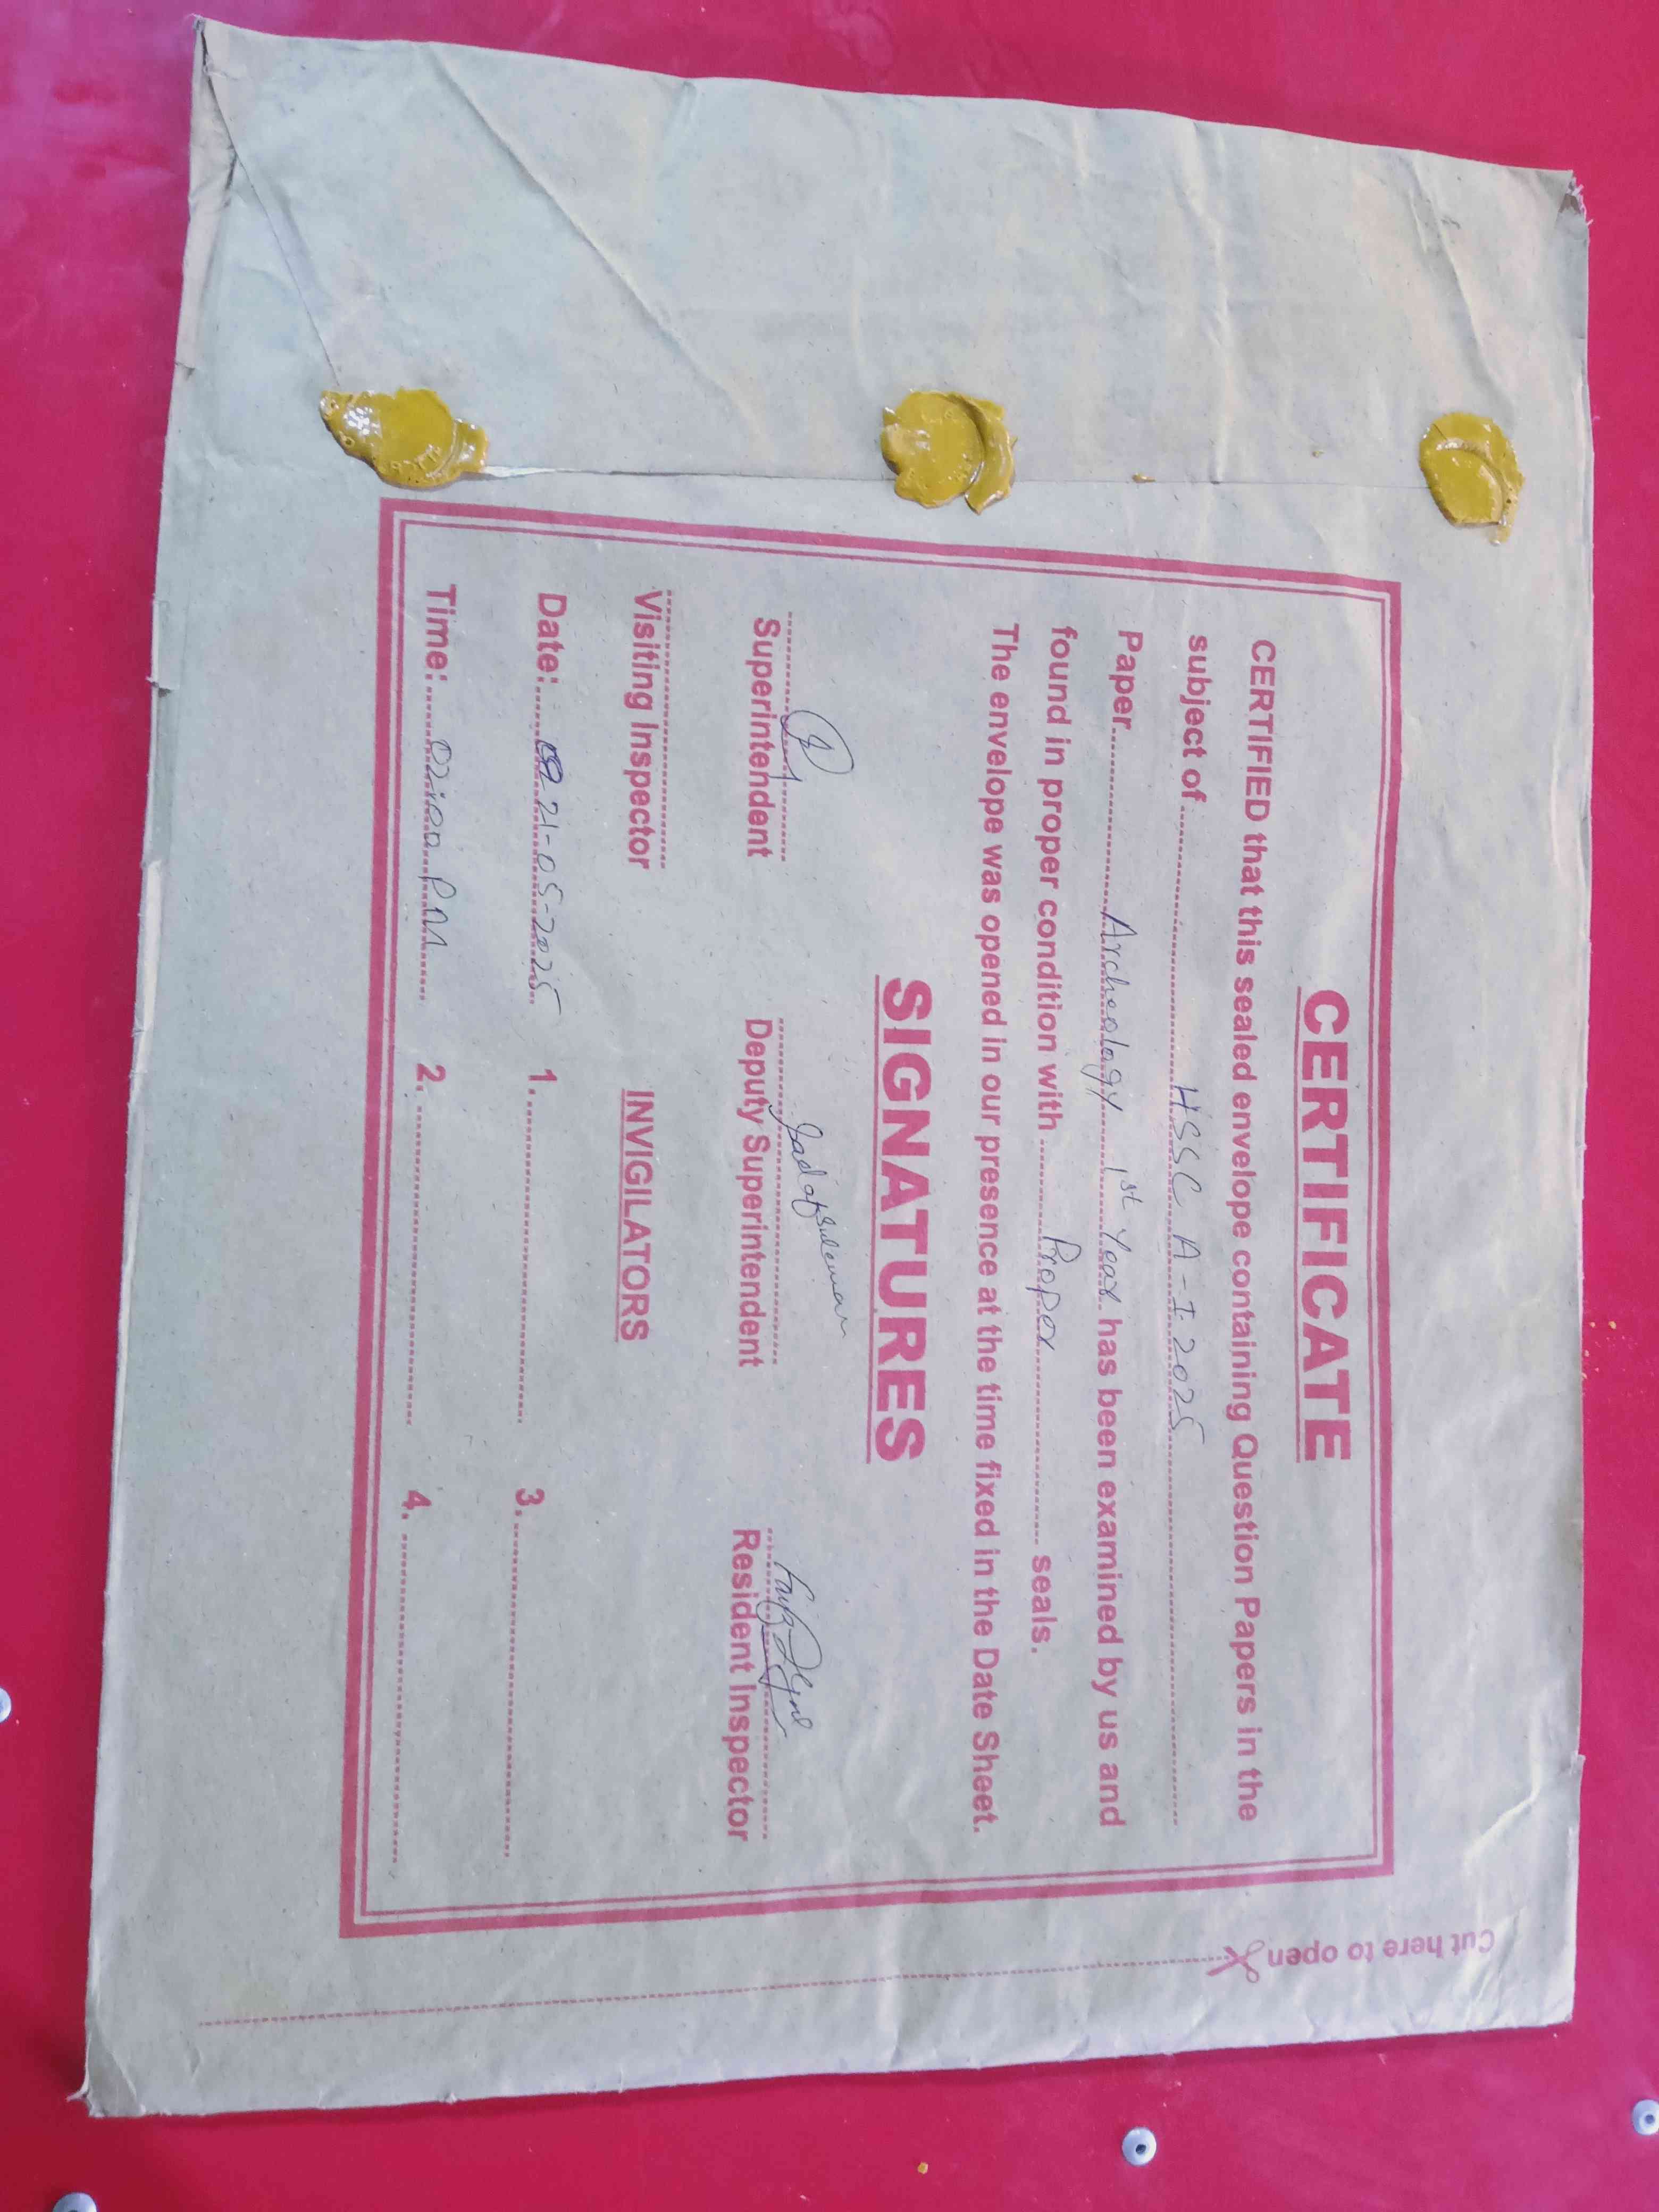 CERTIFICATE
CERTIFIED that this sealed envelope containing Question Papers in the
subject of HSSC A-I 2025
Paper Archeology 1st Year has been examined by us and
found in proper condition with Proper seals.
The envelope was opened in our presence at the time fixed in the Date Sheet.
SIGNATURES
Superintendent Deputy Superintendent Resident Inspector
Visiting Inspector INVIGILATORS
Date: 21-05-2025 1. 3.
Time: 02:00 PM 2. 4.
Cut here to open